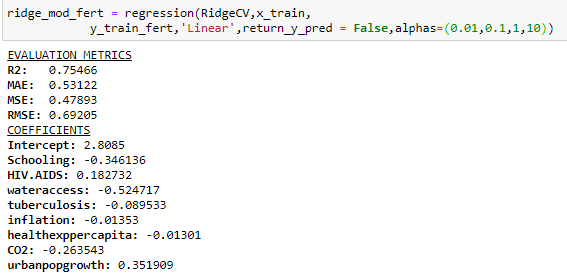 ridge_mod_fert = regression(RidgeCV,x_train,
y_train_fert,'Linear',return_y_pred = False,alphas=(0.01,0.1,1,10))
EVALUATION METRICS
R2: 0.75466
MAE: 0.53122
MSE: 0.47893
RMSE: 0.69205
COEFFICIENTS
Intercept: 2.8085
Schooling: -0.346136
HIV.AIDS: 0.182732
wateraccess: -0.524717
tuberculosis: -0.089533
inflation: -0.01353
healthexppercapita: -0.01301
CO2: -0.263543
urbanpopgrowth: 0.351909